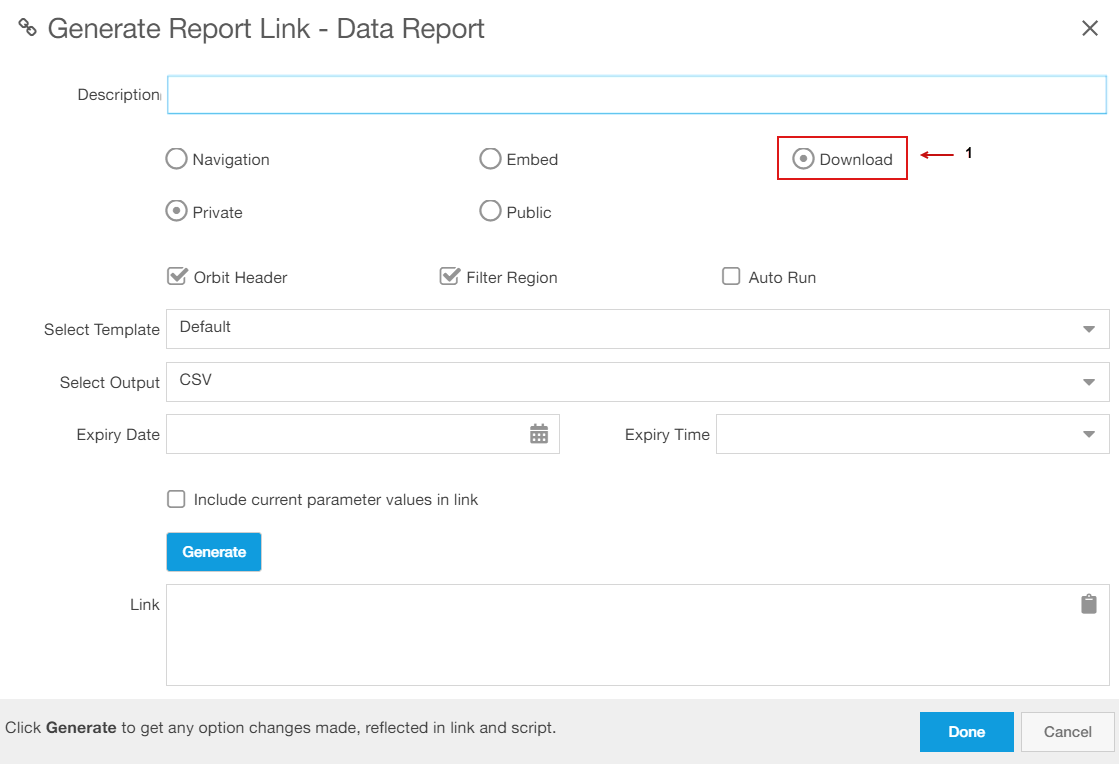 Generate Report Link - Data Report
Description
Navigation Embed Download 1
Private Public
Orbit Header Filter Region Auto Run
Select Template Default
Select Output CSV
Expiry Date Expiry Time
Include current parameter values in link
Generate
Link
Click Generate to get any option changes made, reflected in link and script.
Done Cancel